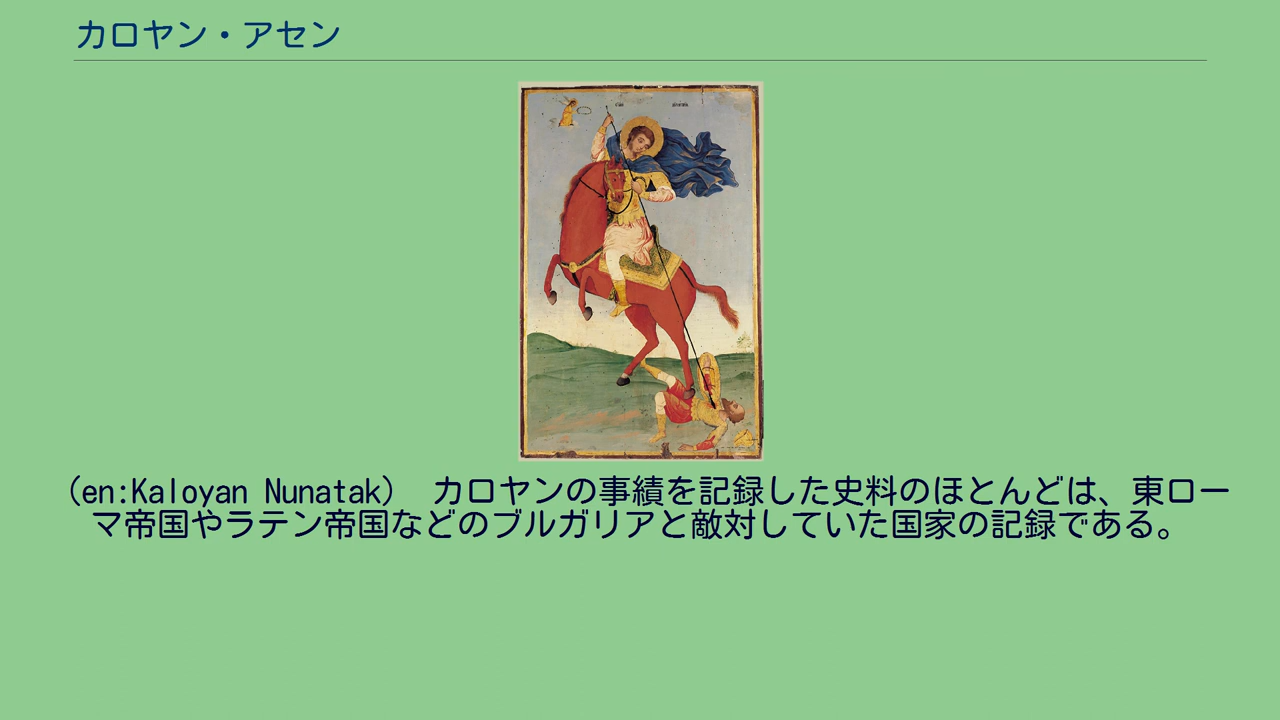 カロヤン・アセン
（en:Kaloyan Nunatak）　カロヤンの事績を記録した史料のほとんどは、東ロー
マ帝国やラテン帝国などのブルガリアと敵対していた国家の記録である。